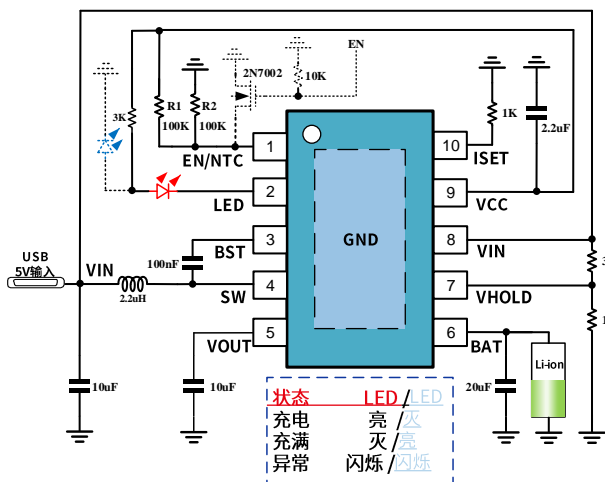 EN
2N7002
10K
3K
R1
100K
R2
100K
1K
2.2uF
EN/NTC
1
10
ISET
LED
2
9
VCC
BST
3
GND
8
VIN
100nF
USB
5V输入
VIN
2.2uH
SW
4
7
VHOLD
3
1
VOUT
5
6
BAT
10uF
10uF
20uF
Li-ion
状态 LED /LED
充电 亮 /灭
充满 灭 /亮
异常 闪烁 /闪烁